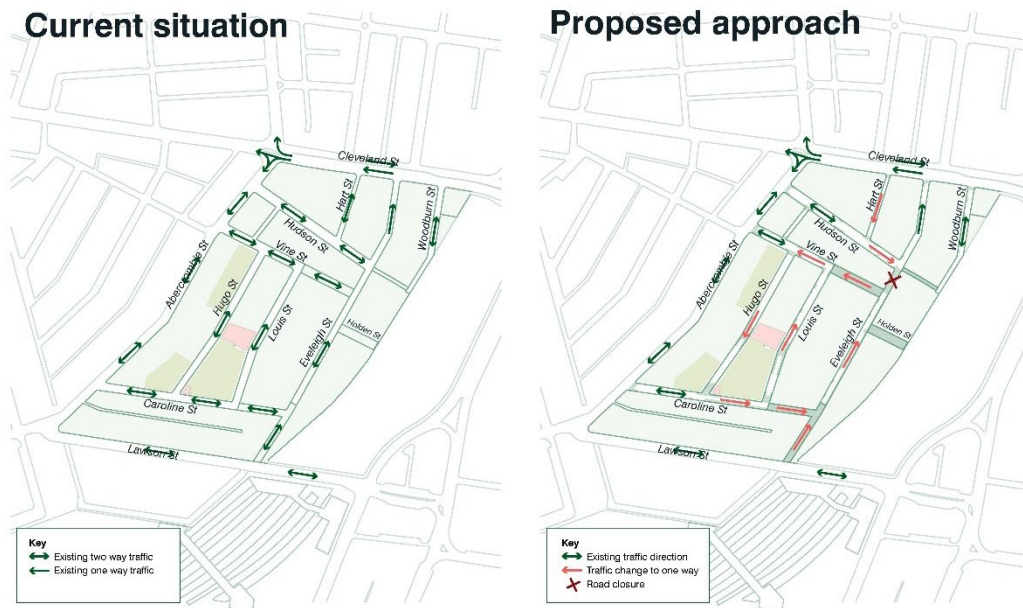 Current situation
Cleveland St
Hart St
Woodburn St
Hudson St
Vine St
Abercrombie St
Hugo St
Louis St
Eveleigh St
Holden St
Caroline St
Lawson St
Key
Existing two way traffic
Existing one way traffic
Proposed approach
Cleveland St
Hart St
Woodburn St
Hudson St
Vine St
Abercrombie St
Hugo St
Louis St
Eveleigh St
Holden St
Caroline St
Lawson St
Key
Existing traffic direction
Traffic change to one way
Road closure